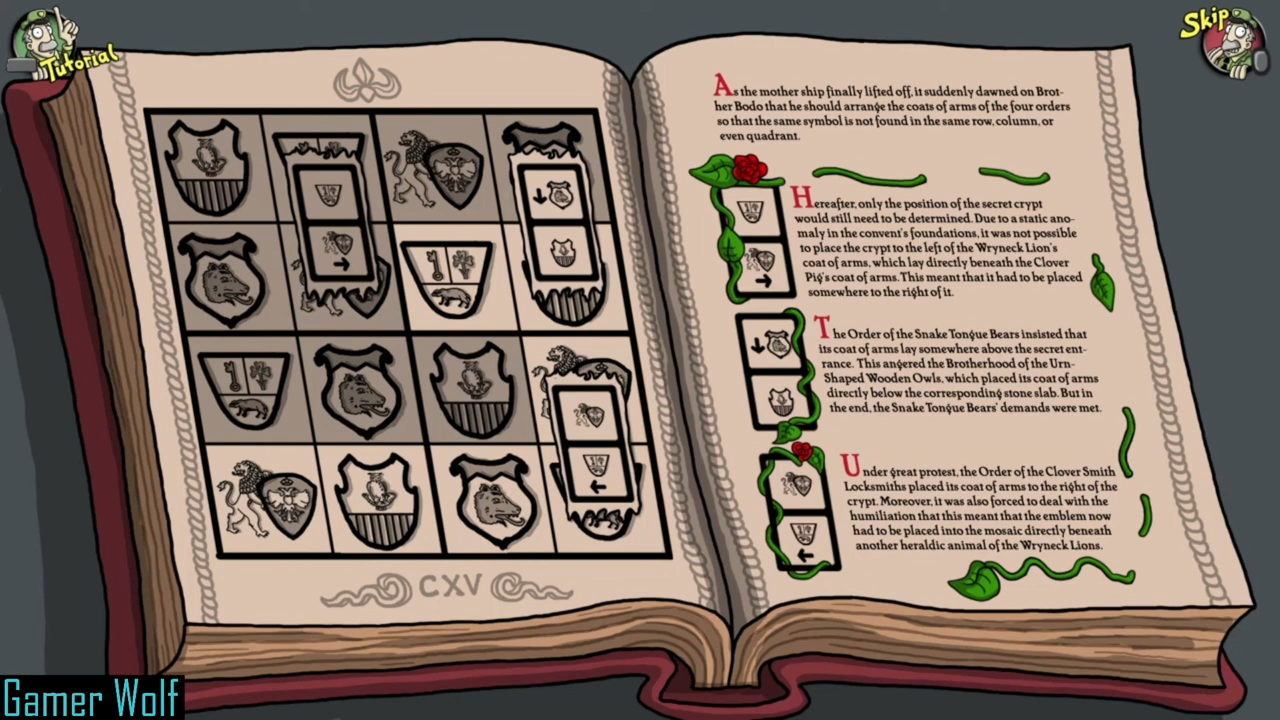 Tutorial
Skip
As the mother ship finally lifted off, it suddenly dawned on Brot-
her Bodo that he should arrange the coats of arms of the four orders
so that the same symbol is not found in the same row, column, or
even quadrant.
Hereafter, only the position of the secret crypt
would still need to be determined. Due to a static ano-
maly in the convent's foundations, it was not possible
to place the crypt to the left of the Wryneck Lion's
coat of arms, which lay directly beneath the Clover
Pig's coat of arms. This meant that it had to be placed
somewhere to the right of it.
The Order of the Snake Tongue Bears insisted that
its coat of arms lay somewhere above the secret ent-
rance. This angered the Brotherhood of the Urn-
Shaped Wooden Owls, which placed its coat of arms
directly below the corresponding stone slab. But in
the end, the Snake Tongue Bears' demands were met.
Under great protest, the Order of the Clover Smith
Locksmiths placed its coat of arms to the right of the
crypt. Moreover, it was also forced to deal with the
humiliation that this meant that the emblem now
had to be placed into the mosaic directly beneath
another heraldic animal of the Wryneck Lions.
CXV
Gamer Wolf